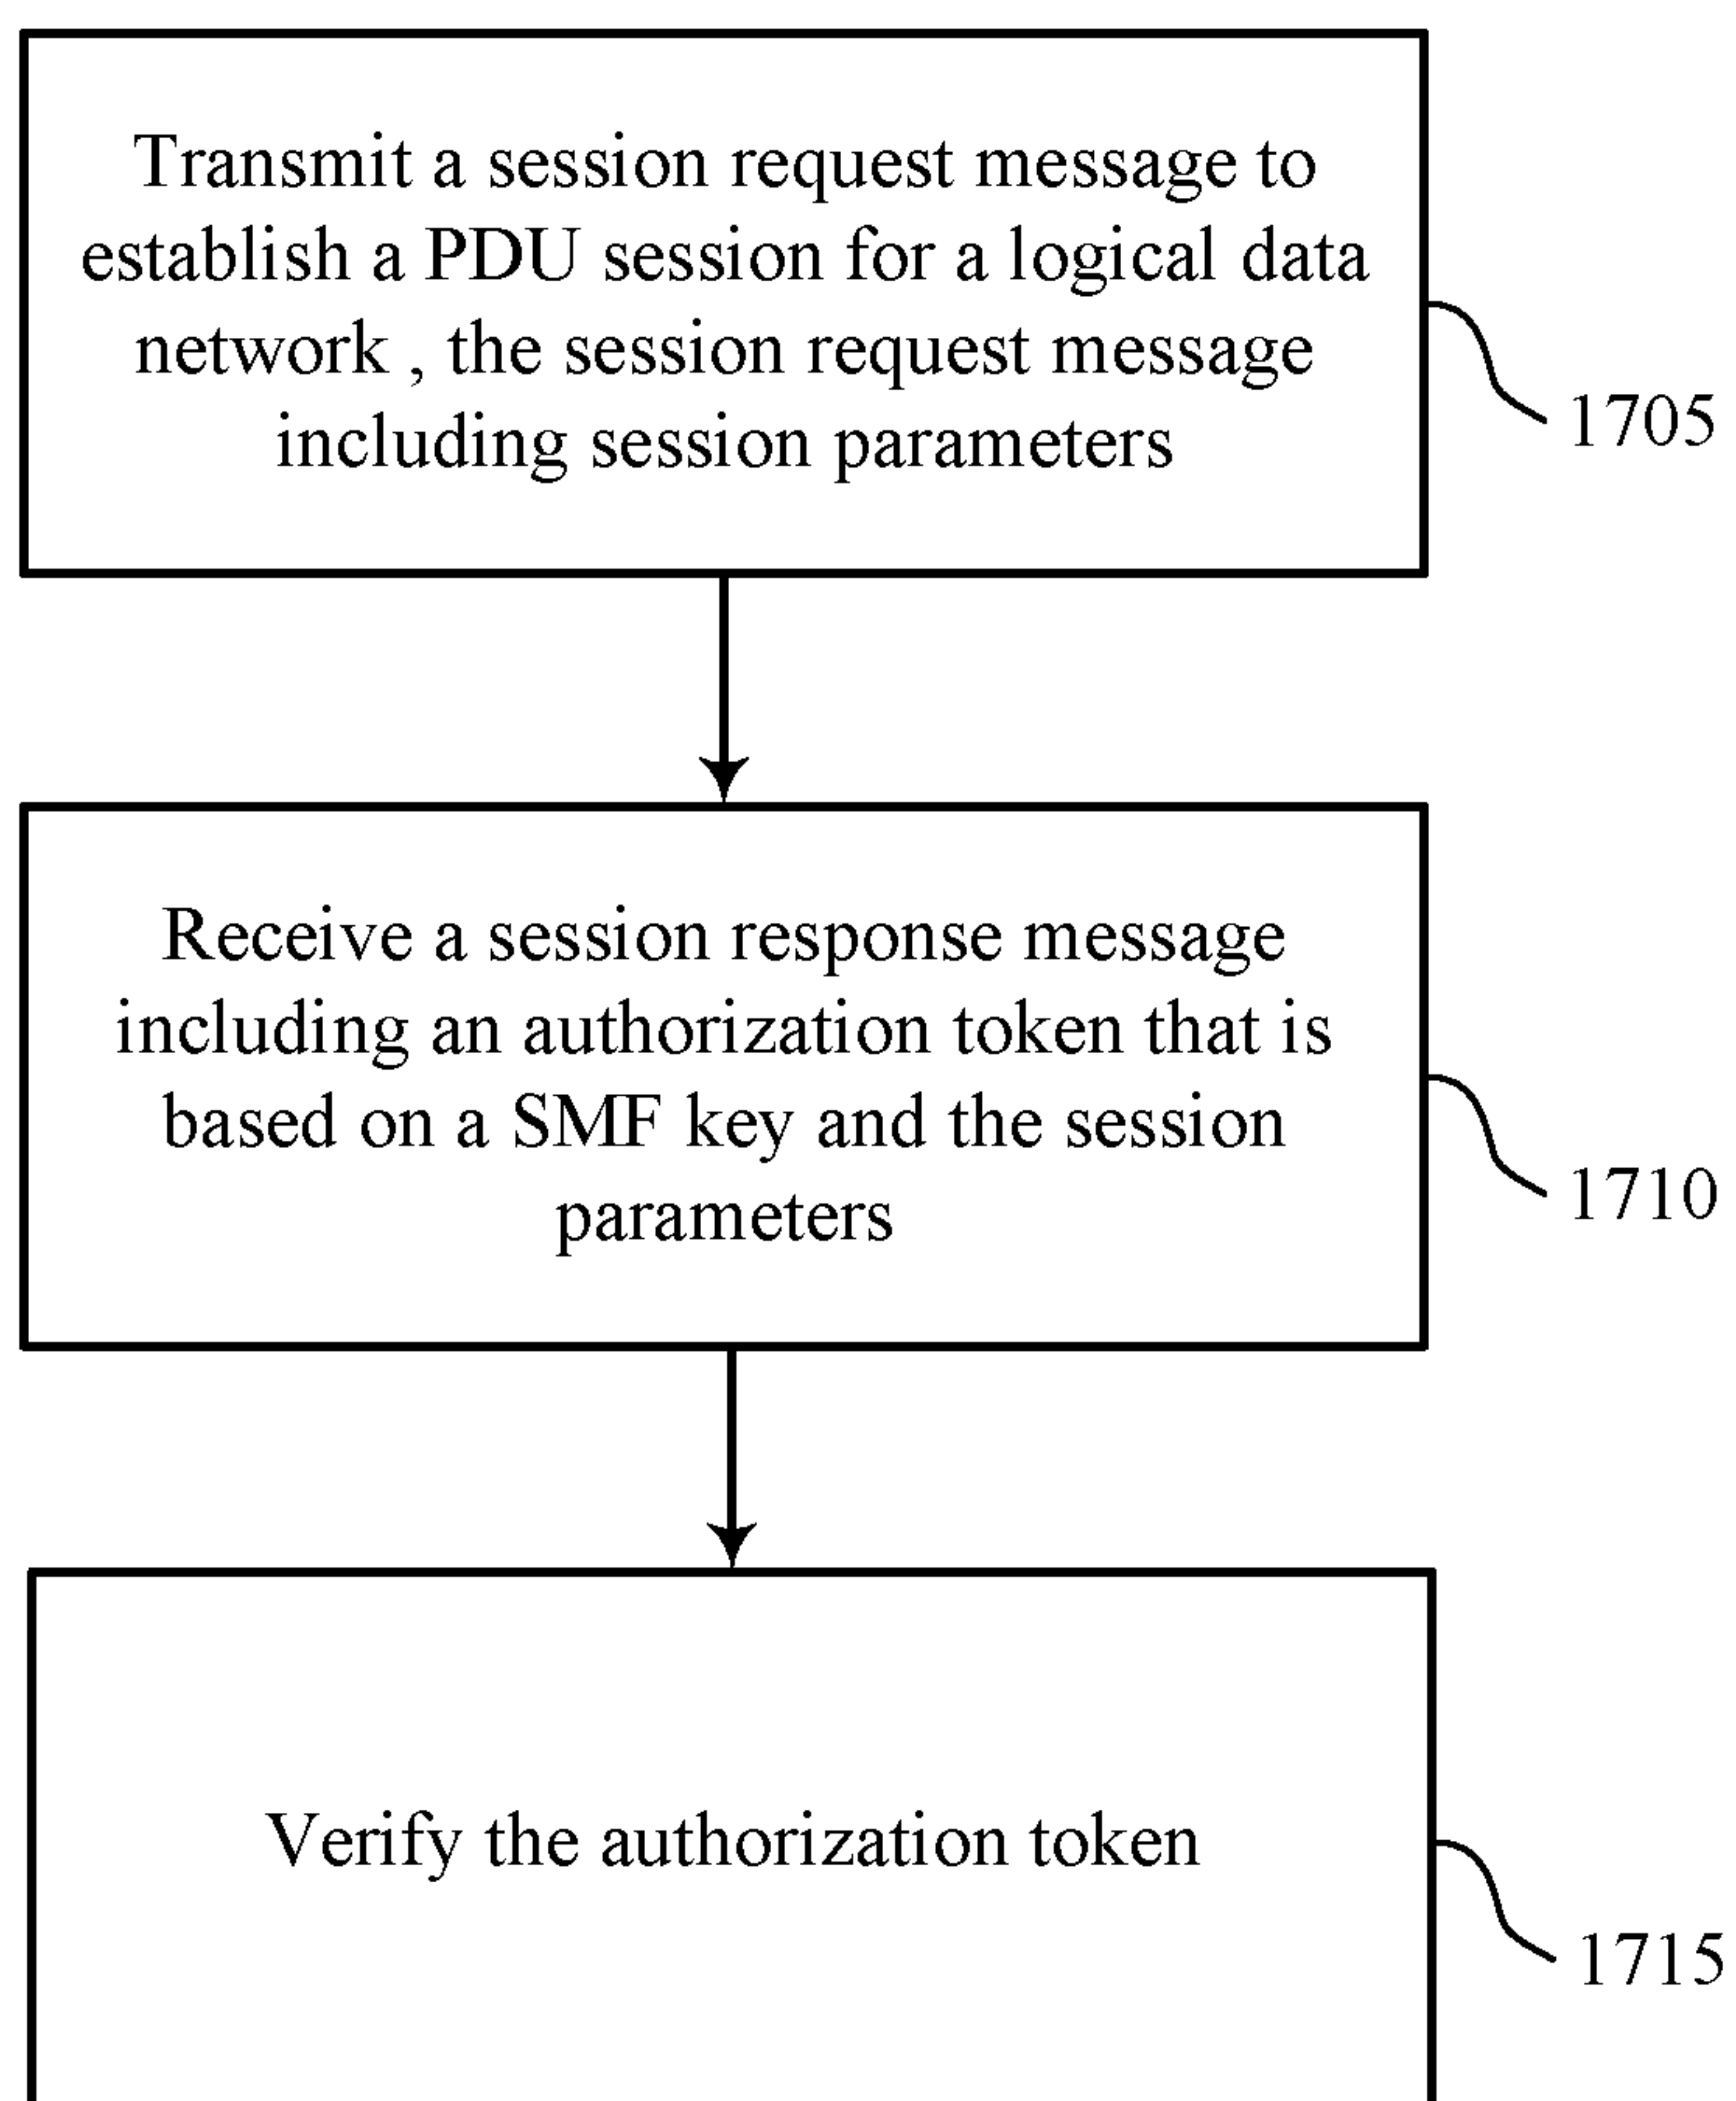 Transmit a session request message to
establish a PDU session for a logical data
network , the session request message
including session parameters
1705
Receive a session response message
including an authorization token that is
based on a SMF key and the session
parameters
1710
Verify the authorization token
1715